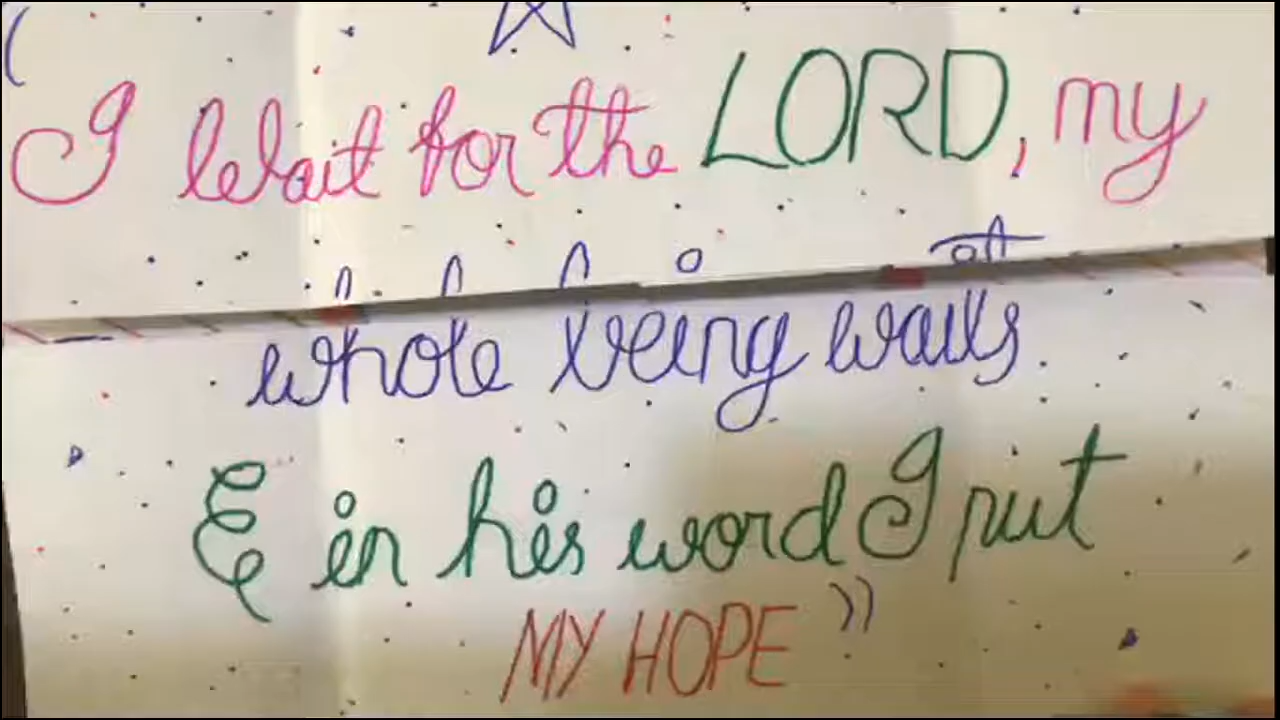 I Wait for the LORD, my
whole being waits.
& in his word I put
MY HOPE"